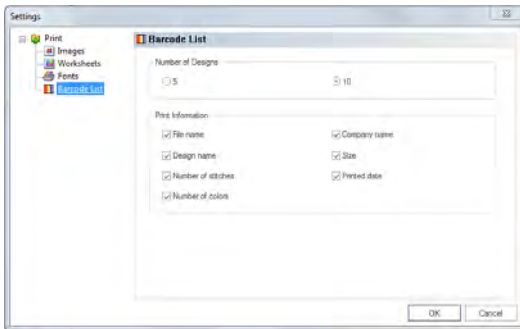 Settings
Print
Images
Worksheets
Fonts
Barcode List
Barcode List
Number of Designs
5
10
Print Information
File name
Company name
Design name
Size
Number of stitches
Printed date
Number of colors
OK
Cancel